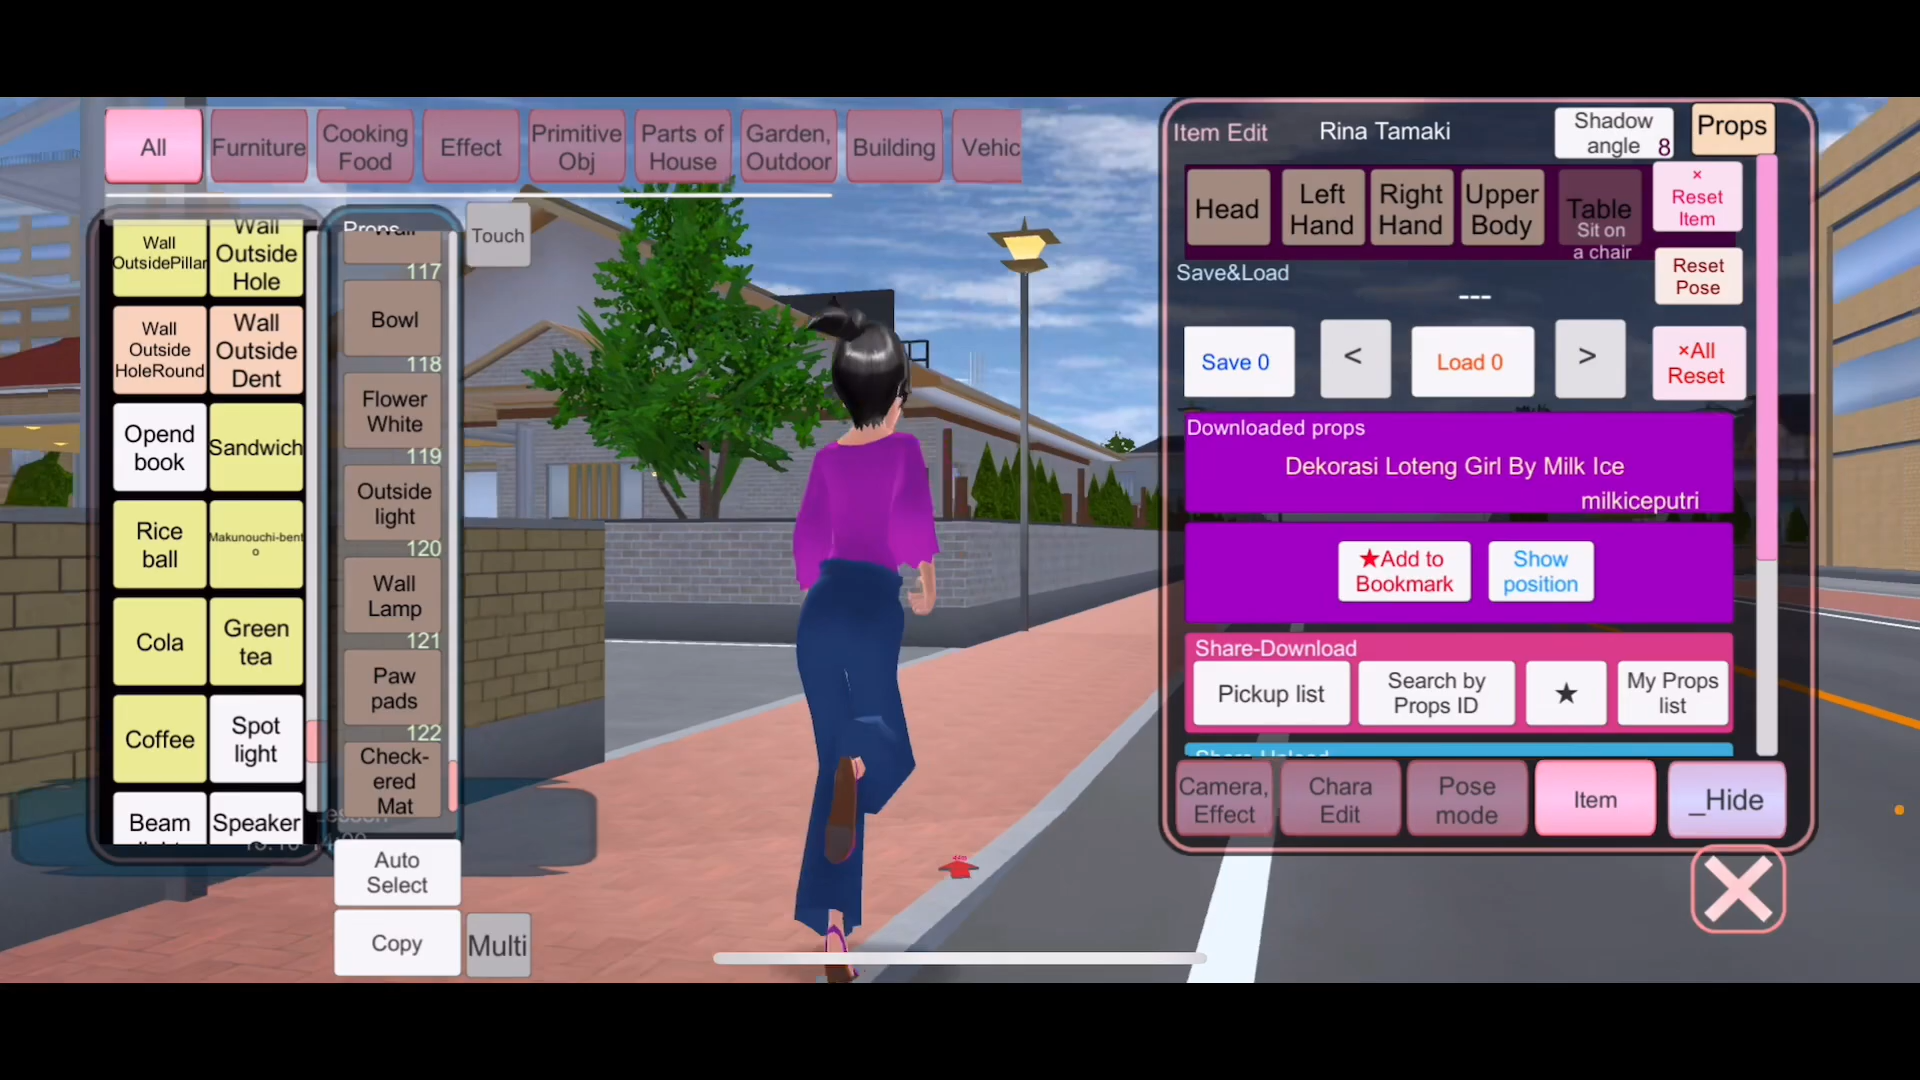 All
Furniture
Cooking
Food
Effect
Primitive
Obj
Parts of
House
Garden,
Outdoor
Building
Vehic
Wall
OutsidePillar
Wall
Outside
Hole
Wall
Outside
HoleRound
Wall
Outside
Dent
Opend
book
Sandwich
Rice
ball
Makunouchi-bent
o
Cola
Green
tea
Coffee
Spot
light
Beam
Speaker
Props
Wall
117
Bowl
118
Flower
White
119
Outside
light
120
Wall
Lamp
121
Paw
pads
122
Check-
ered
Mat
Touch
Auto
Select
Copy
Multi
Item Edit
Rina Tamaki
Shadow
angle 8
Props
Head
Left
Hand
Right
Hand
Upper
Body
Table
Sit on
a chair
×
Reset
Item
Reset
Pose
Save&Load
---
Save 0
<
Load 0
>
×All
Reset
Downloaded props
Dekorasi Loteng Girl By Milk Ice
milkiceputri
★Add to
Bookmark
Show
position
Share-Download
Pickup list
Search by
Props ID
★
My Props
list
Share-Upload
Camera,
Effect
Chara
Edit
Pose
mode
Item
_Hide